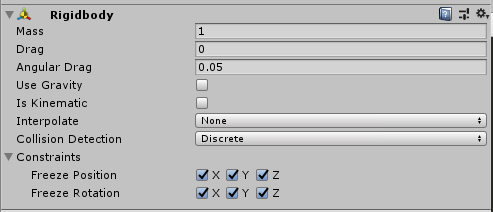 Rigidbody
Mass 1
Drag 0
Angular Drag 0.05
Use Gravity
Is Kinematic
Interpolate None
Collision Detection Discrete
Constraints
Freeze Position X Y Z
Freeze Rotation X Y Z